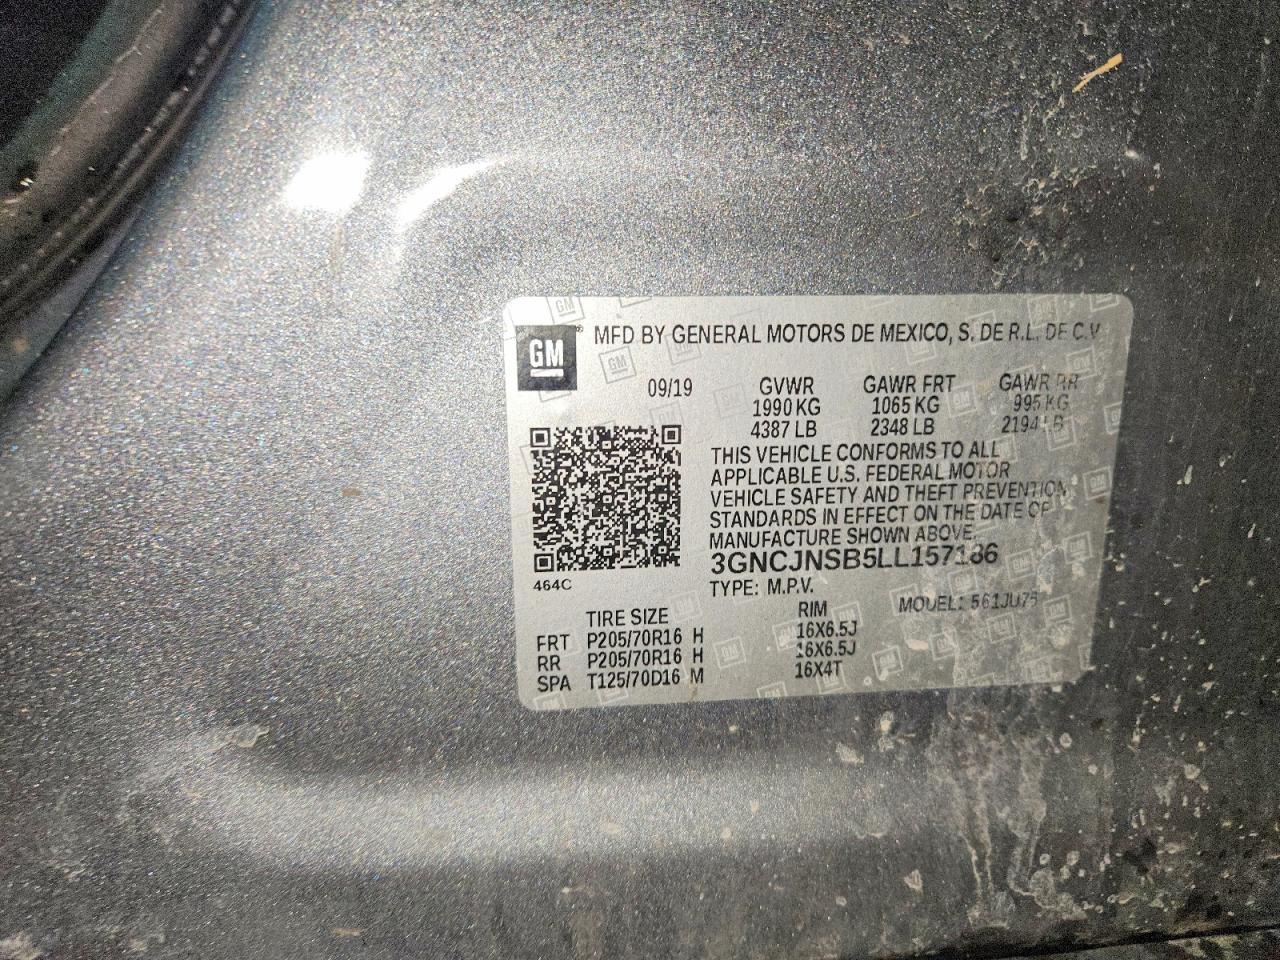 GM
MFD BY GENERAL MOTORS DE MEXICO, S. DE R.L. DE C.V
09/19 GVWR GAWR FRT GAWR RR
1990 KG 1065 KG 995 KG
4387 LB 2348 LB 2194 LB
THIS VEHICLE CONFORMS TO ALL
APPLICABLE U.S. FEDERAL MOTOR
VEHICLE SAFETY AND THEFT PREVENTION
STANDARDS IN EFFECT ON THE DATE OF
MANUFACTURE SHOWN ABOVE.
3GNCJNSB5LL157186
464C
TYPE: M.P.V. MODEL: 561JU75
TIRE SIZE RIM
FRT P205/70R16 H 16X6.5J
RR P205/70R16 H 16X6.5J
SPA T125/70D16 M 16X4T